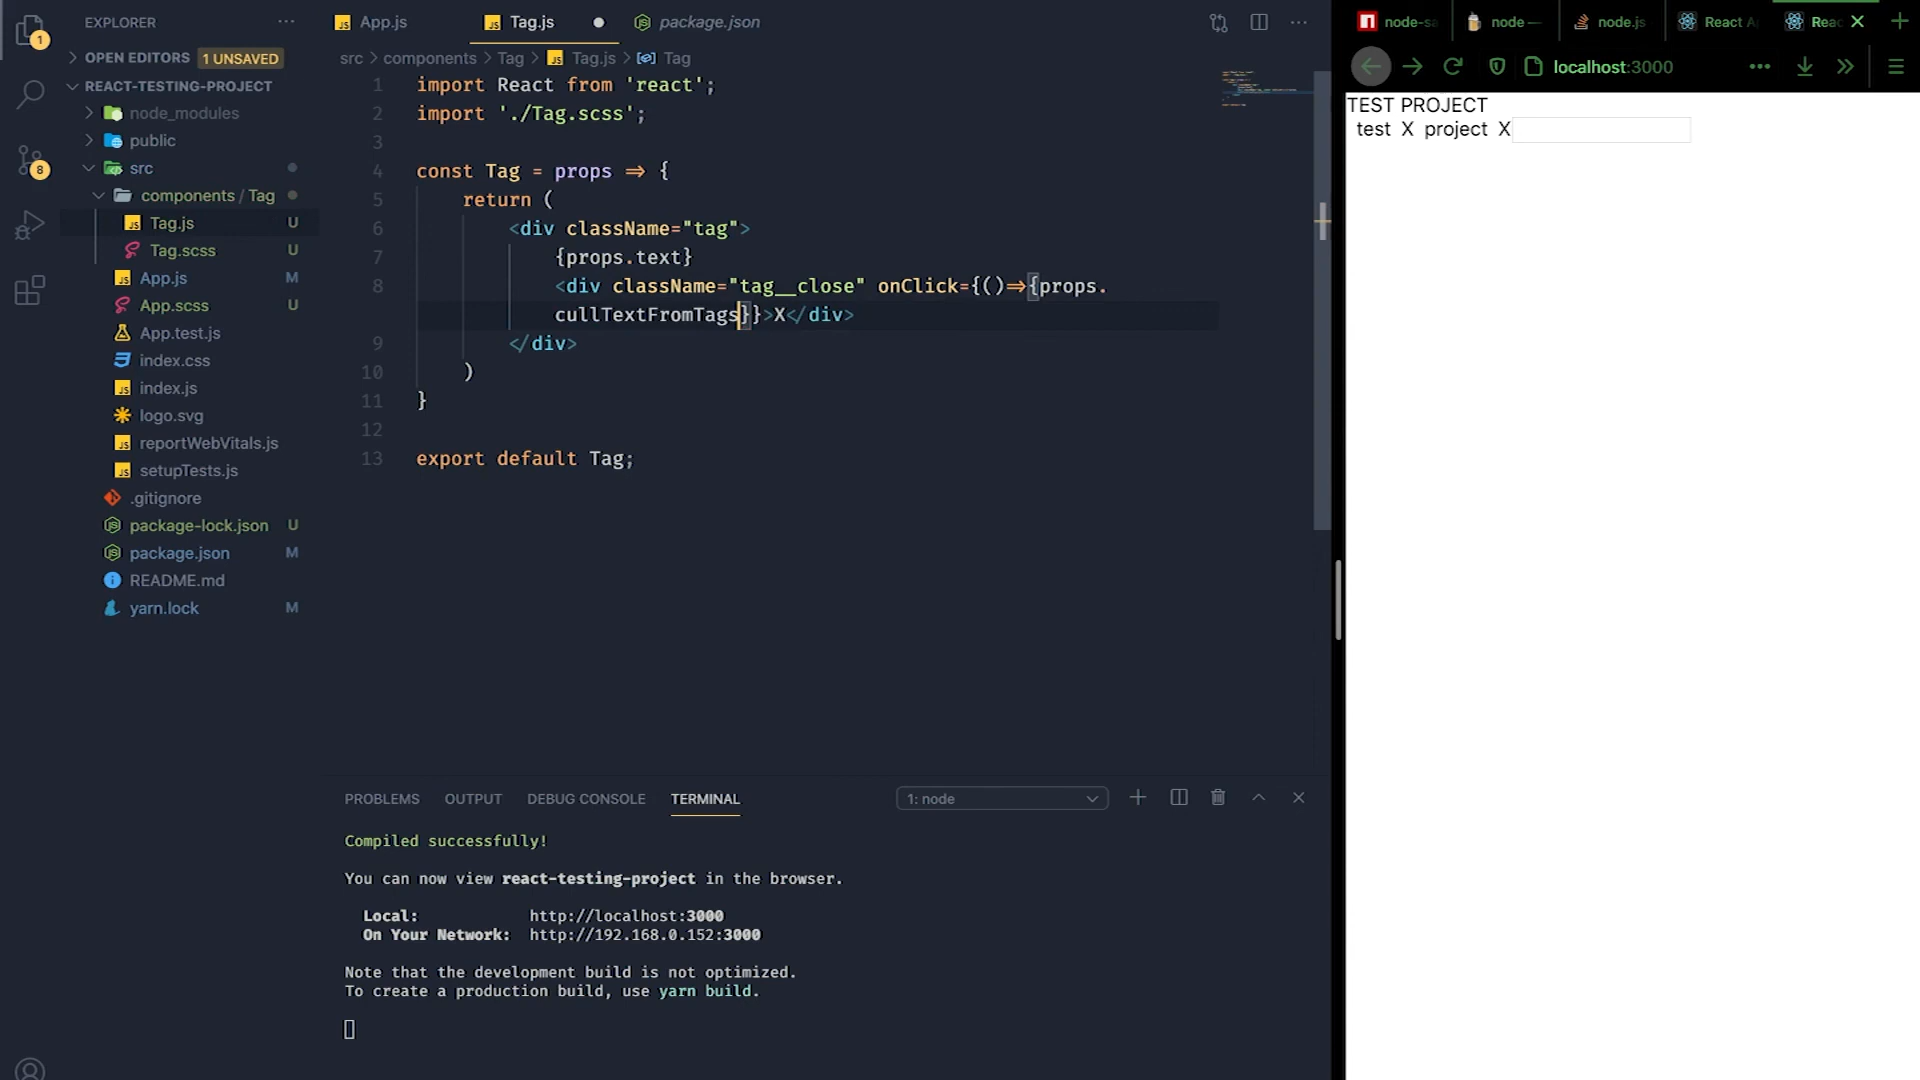 EXPLORER
1
OPEN EDITORS 1 UNSAVED
REACT-TESTING-PROJECT
node_modules
public
8
src
components / Tag
Tag.js U
Tag.scss U
App.js M
App.scss U
App.test.js
index.css
index.js
logo.svg
reportWebVitals.js
setupTests.js
.gitignore
package-lock.json U
package.json M
README.md
yarn.lock M
App.js
Tag.js
package.json
src > components > Tag > Tag.js > Tag
1 import React from 'react';
2 import './Tag.scss';
3
4 const Tag = props => {
5 return (
6 <div className="tag">
7 {props.text}
8 <div className="tag__close" onClick={()=>{props.
cullTextFromTags}}>X</div>
9 </div>
10 )
11 }
12
13 export default Tag;
PROBLEMS OUTPUT DEBUG CONSOLE TERMINAL 1: node
Compiled successfully!
You can now view react-testing-project in the browser.
Local: http://localhost:3000
On Your Network: http://192.168.0.152:3000
Note that the development build is not optimized.
To create a production build, use yarn build.
node-sa node — node.js React A Reac
localhost:3000
TEST PROJECT
test X project X